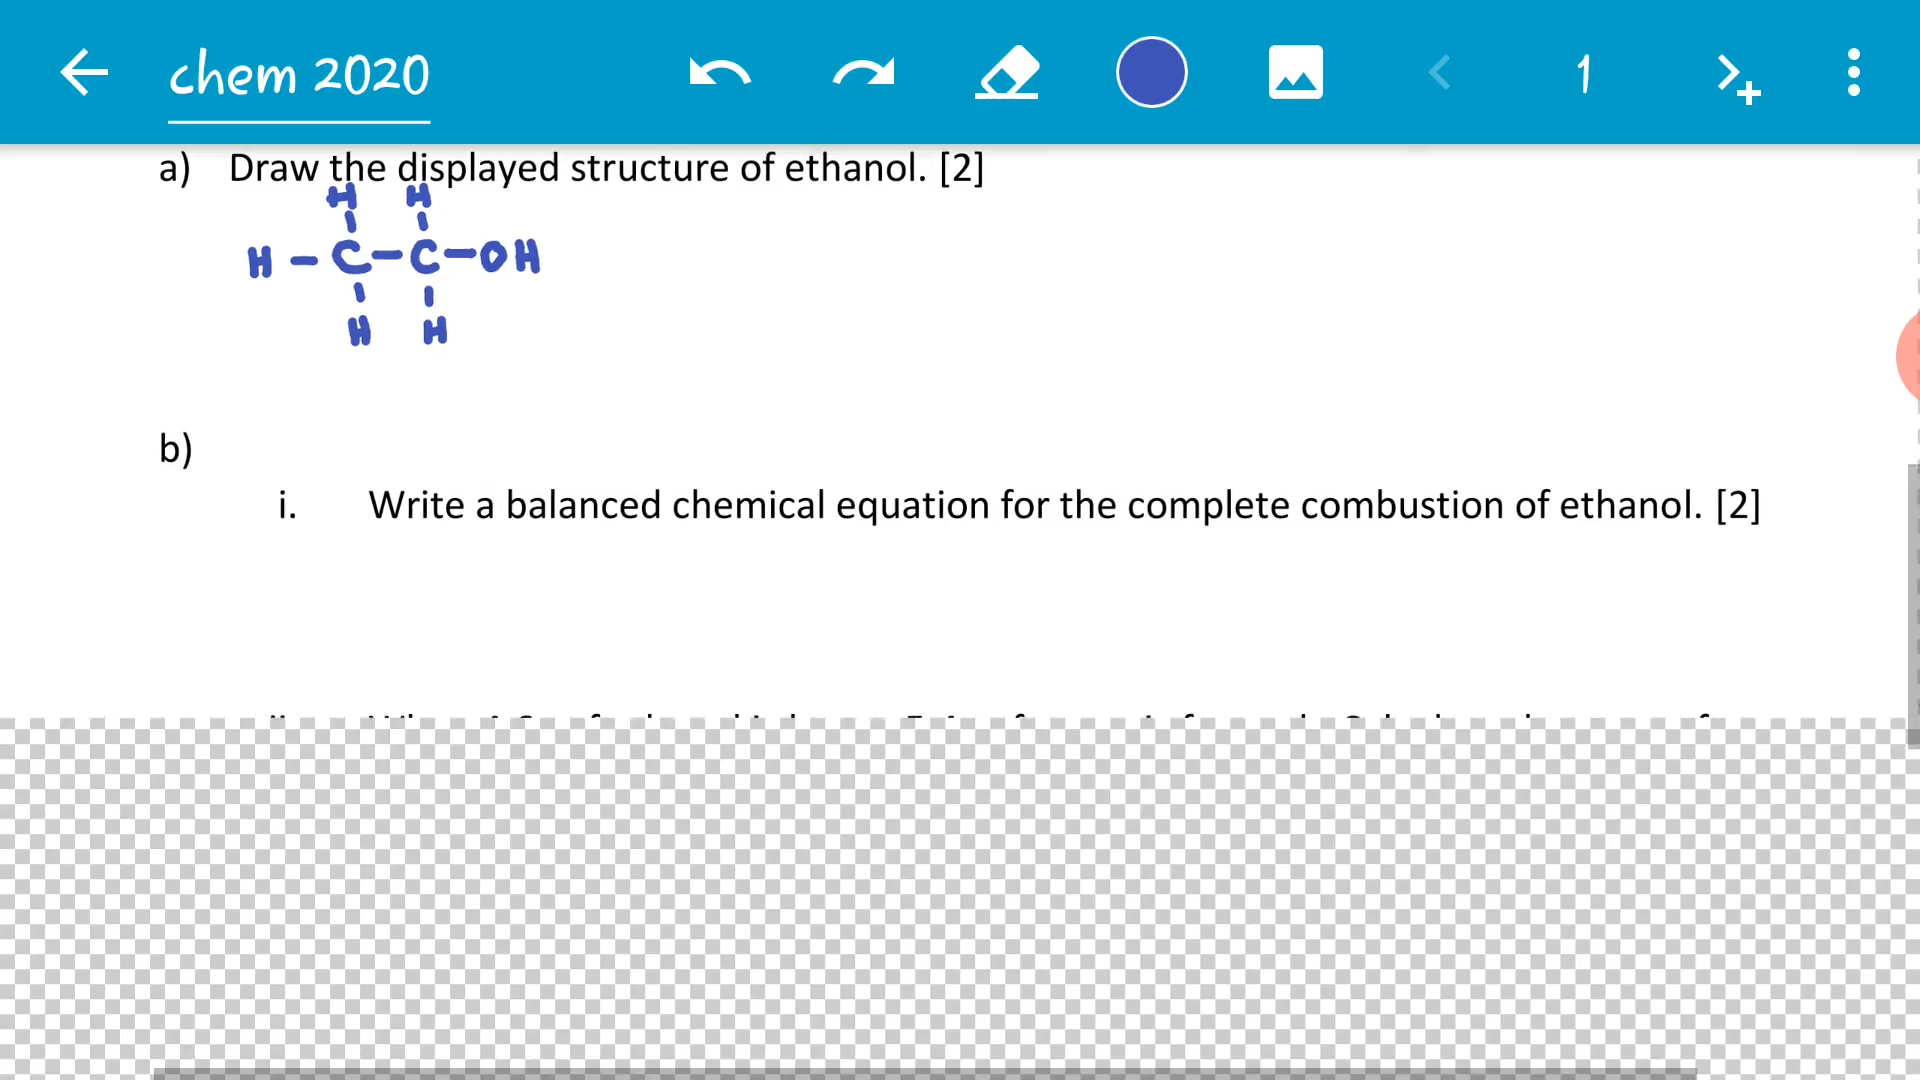 chem 2020
1
a) Draw the displayed structure of ethanol. [2]
H H
H - C - C - OH
H H
b)
i. Write a balanced chemical equation for the complete combustion of ethanol. [2]